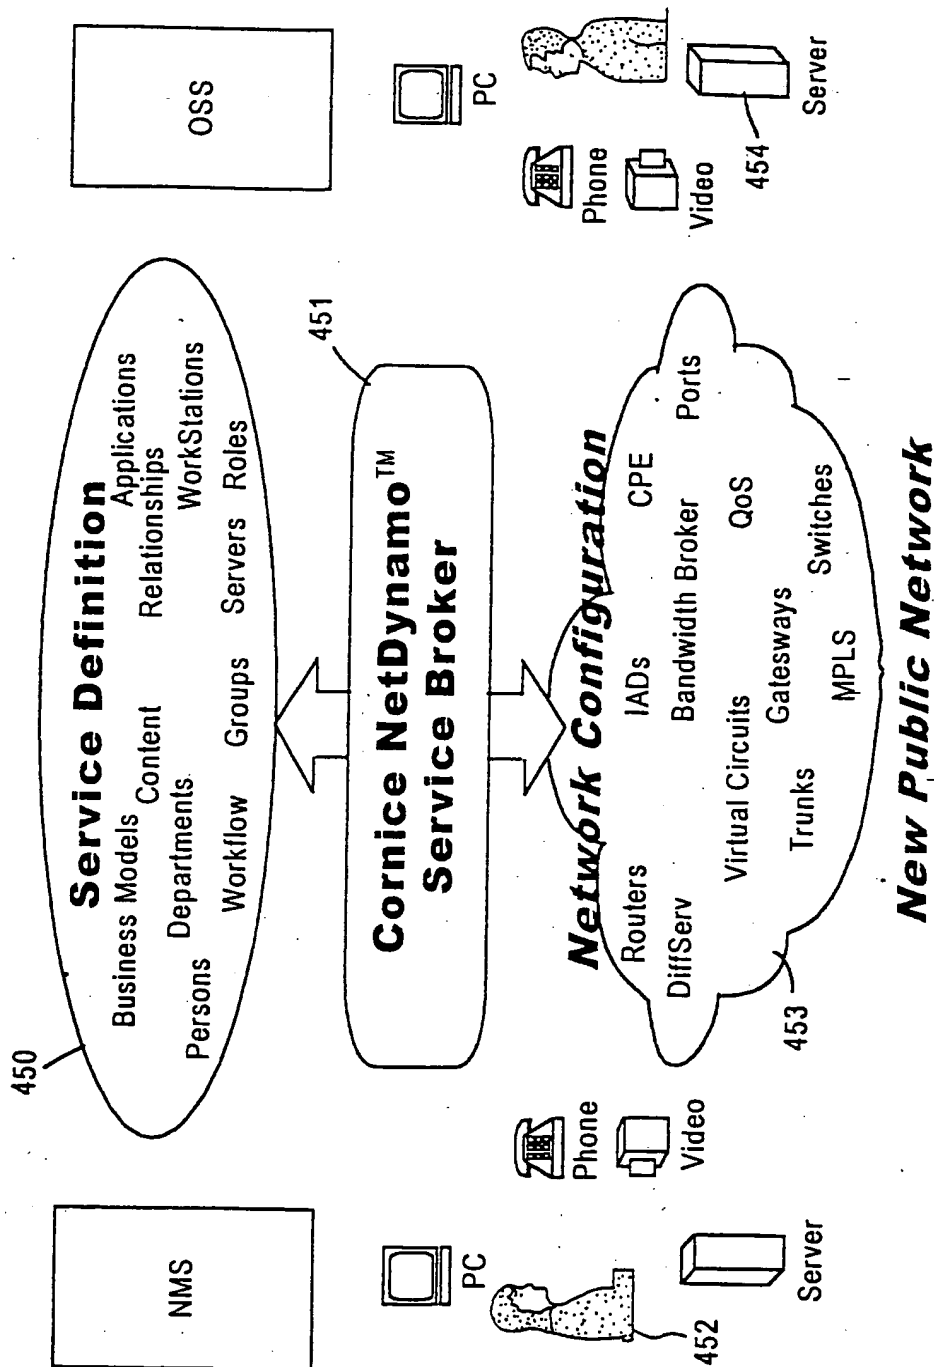 NMS
OSS
450
Service Definition
Business Models
Applications
Content
Relationships
Departments
WorkStations
Persons
Workflow
Groups
Servers
Roles
451
Cornice NetDynamo™
Service Broker
PC
Phone
Video
452
Server
PC
Phone
Video
454
Server
Network Configuration
Routers
IADs
CPE
Ports
DiffServ
Bandwidth Broker
Virtual Circuits
QoS
Gatesways
Trunks
MPLS
Switches
453
New Public Network